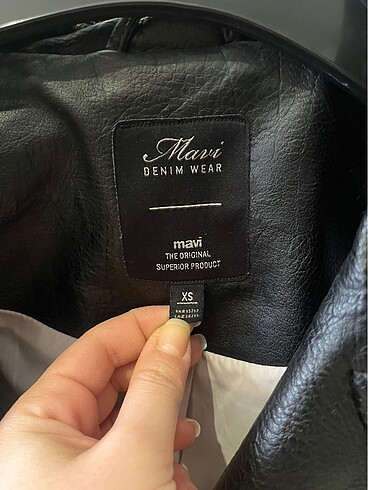 Mavi
DENIM WEAR
mavi
THE ORIGINAL
SUPERIOR PRODUCT
XS